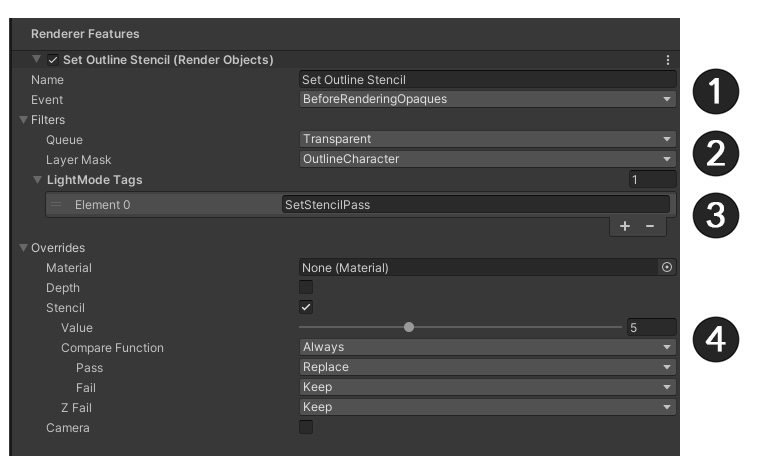 Renderer Features
Set Outline Stencil (Render Objects)
Name Set Outline Stencil
Event BeforeRenderingOpaques
1
Filters
Queue Transparent
2
Layer Mask OutlineCharacter
LightMode Tags 1
Element 0 SetStencilPass
3
+ -
Overrides
Material None (Material)
Depth
Stencil
Value 5
4
Compare Function Always
Pass Replace
Fail Keep
Z Fail Keep
Camera